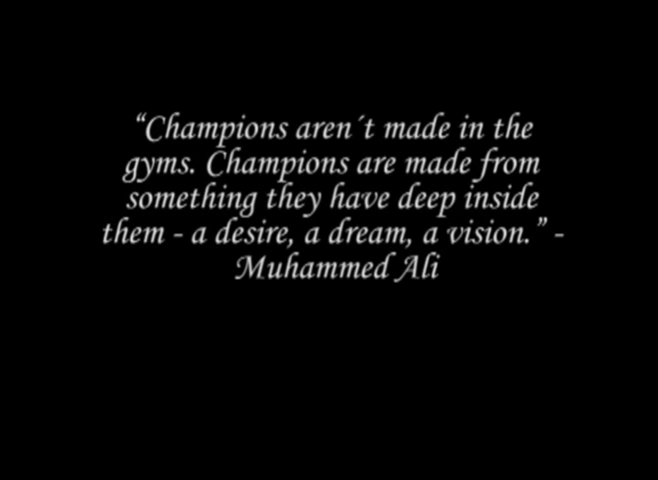 “Champions aren´t made in the
gyms. Champions are made from
something they have deep inside
them - a desire, a dream, a vision.” -
Muhammed Ali